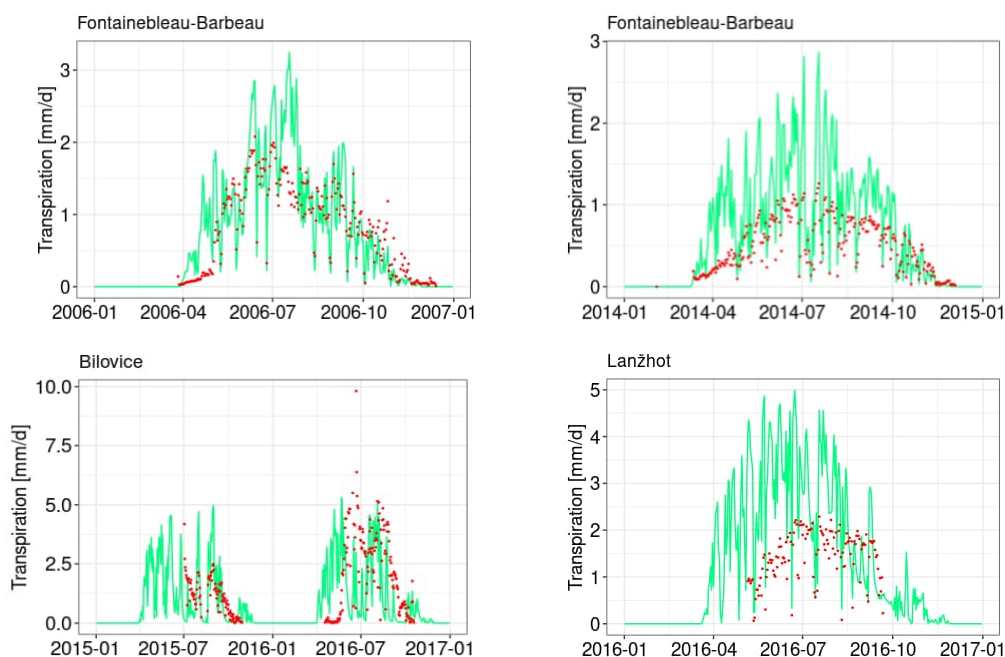 Fontainebleau-Barbeau
Transpiration [mm/d]
3
2
1
0
2006-01 2006-04 2006-07 2006-10 2007-01
Fontainebleau-Barbeau
Transpiration [mm/d]
3
2
1
0
2014-01 2014-04 2014-07 2014-10 2015-01
Bilovice
Transpiration [mm/d]
10.0
7.5
5.0
2.5
0.0
2015-01 2015-07 2016-01 2016-07 2017-01
Lanžhot
Transpiration [mm/d]
5
4
3
2
1
0
2016-01 2016-04 2016-07 2016-10 2017-01